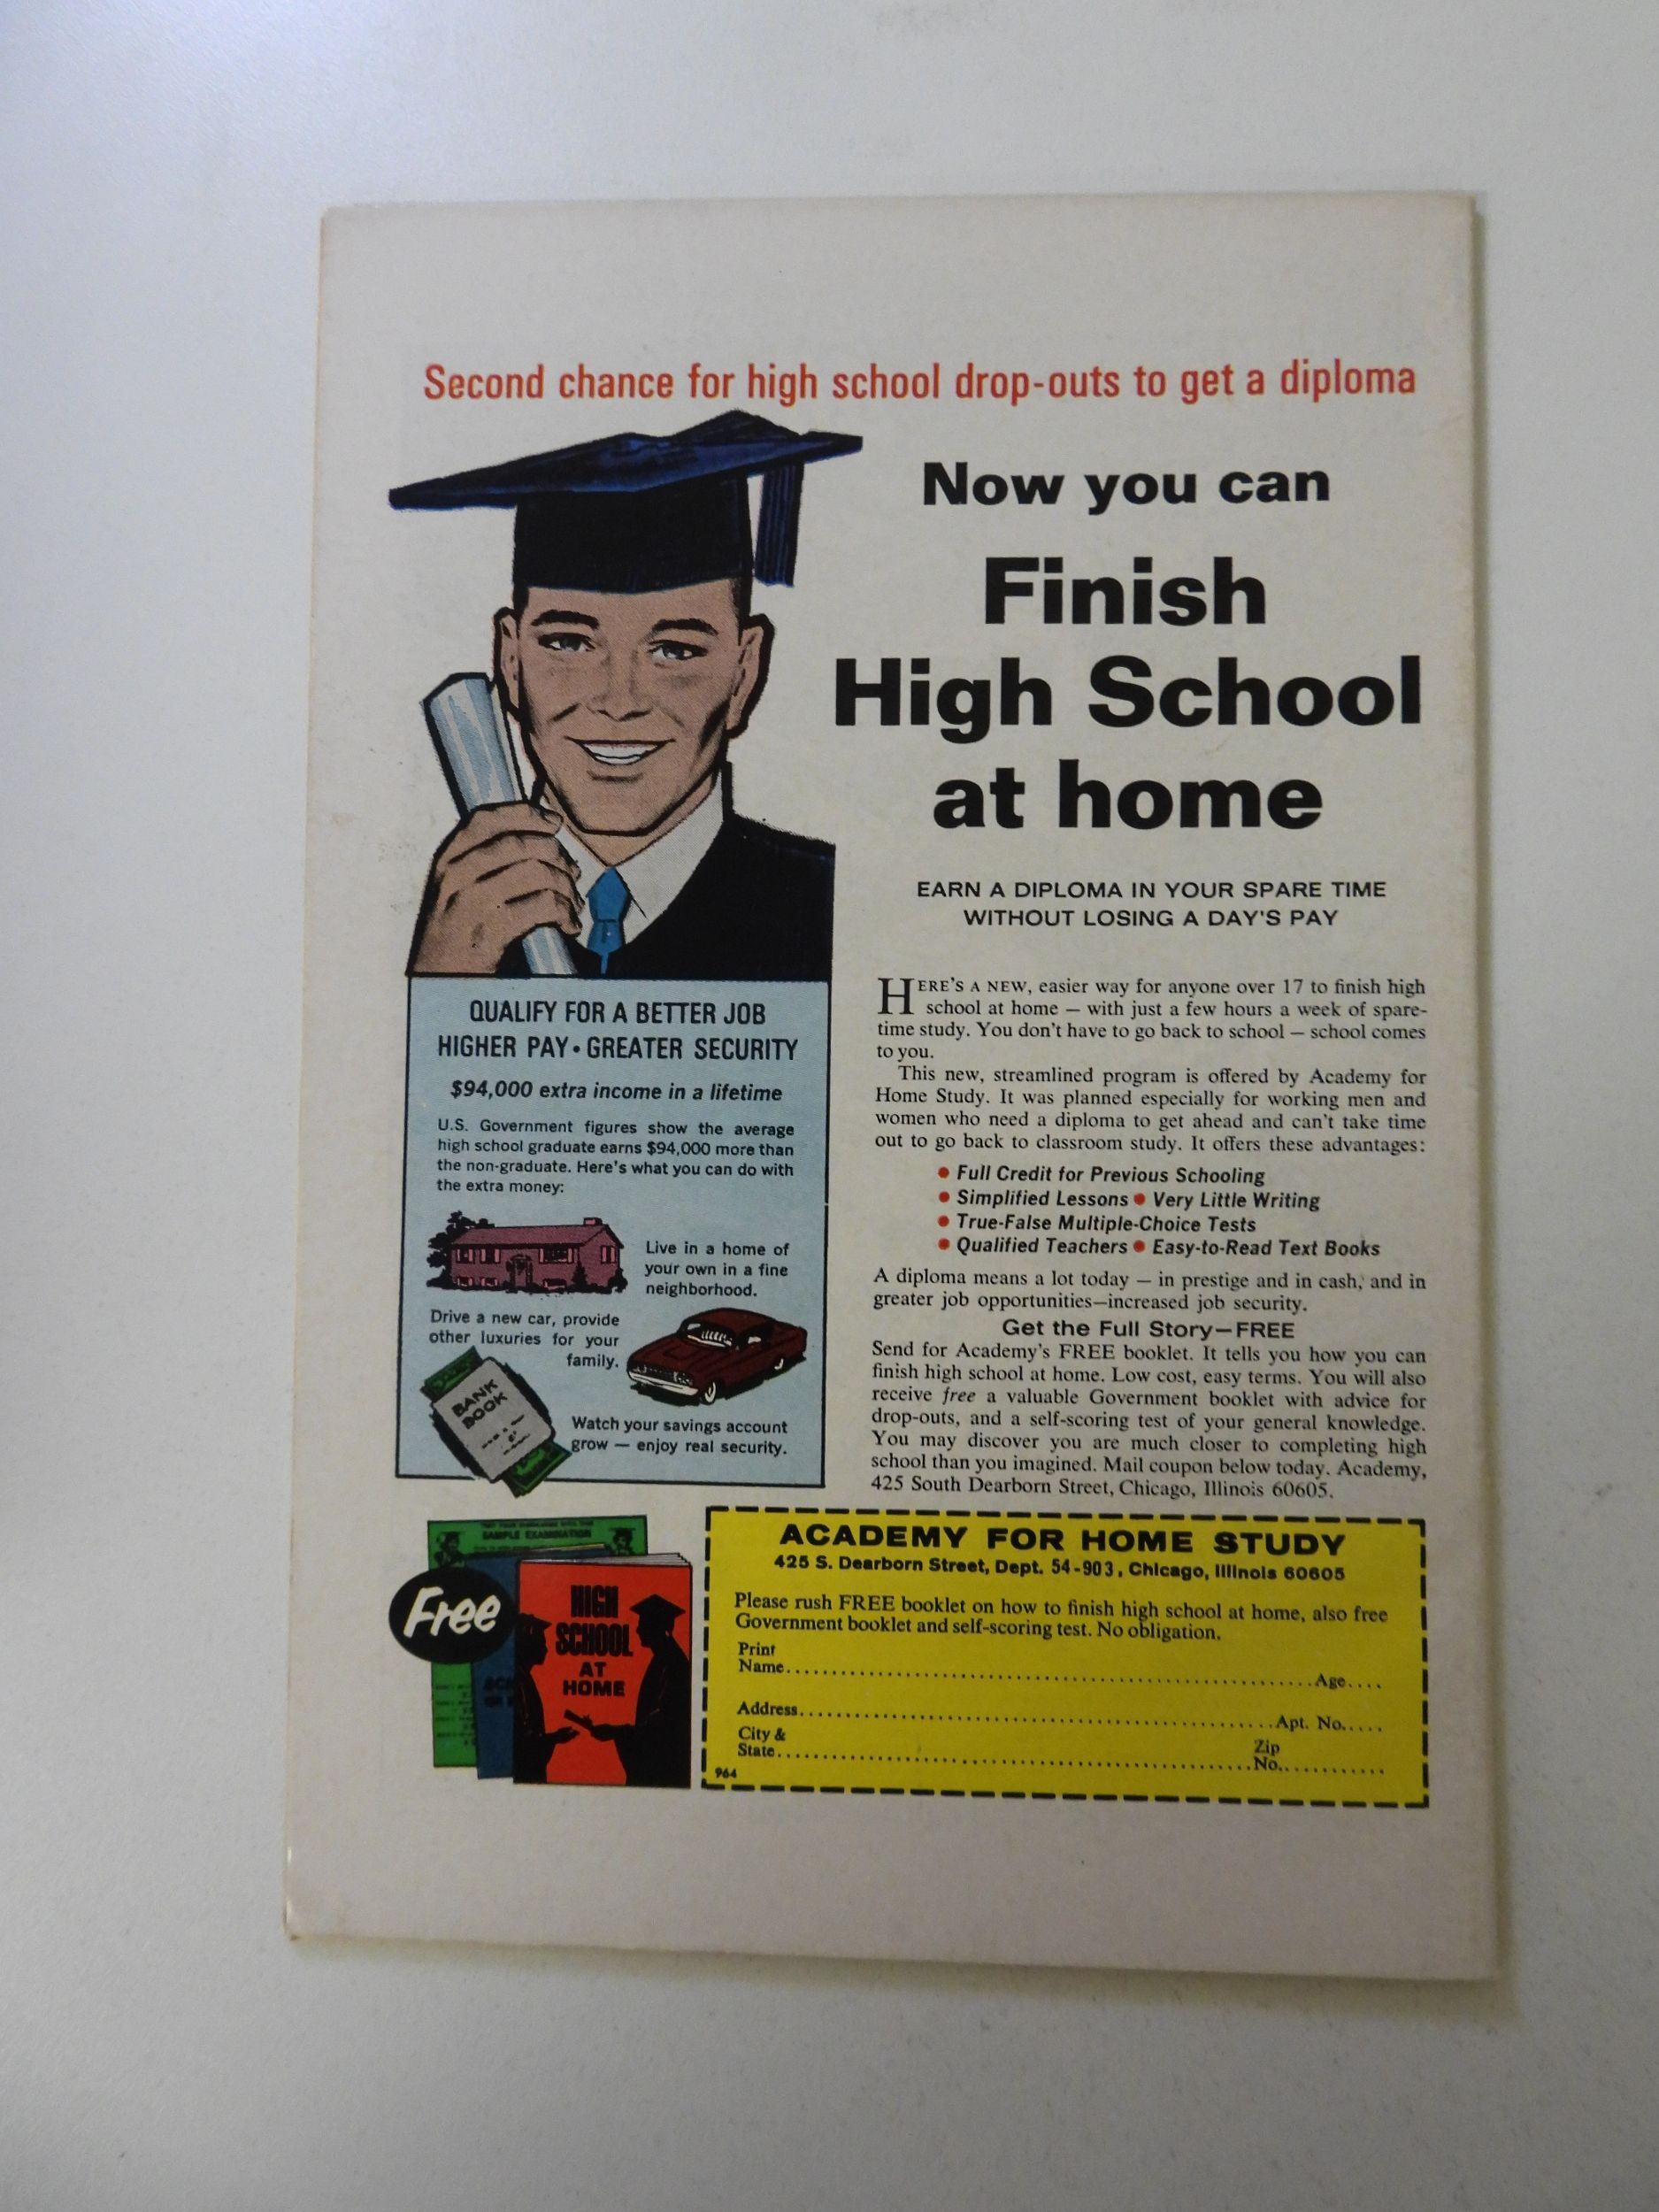 Second chance for high school drop-outs to get a diploma
Now you can
Finish
High School
at home
EARN A DIPLOMA IN YOUR SPARE TIME
WITHOUT LOSING A DAY'S PAY
QUALIFY FOR A BETTER JOB
HIGHER PAY • GREATER SECURITY
$94,000 extra income in a lifetime
U.S. Government figures show the average
high school graduate earns $94,000 more than
the non-graduate. Here's what you can do with
the extra money:
Live in a home of
your own in a fine
neighborhood.
Drive a new car, provide
other luxuries for your
family.
BANK
BOOK
Watch your savings account
grow — enjoy real security.
HERE'S A NEW, easier way for anyone over 17 to finish high
school at home — with just a few hours a week of spare-
time study. You don't have to go back to school — school comes
to you.
This new, streamlined program is offered by Academy for
Home Study. It was planned especially for working men and
women who need a diploma to get ahead and can't take time
out to go back to classroom study. It offers these advantages:
• Full Credit for Previous Schooling
• Simplified Lessons • Very Little Writing
• True-False Multiple-Choice Tests
• Qualified Teachers • Easy-to-Read Text Books
A diploma means a lot today — in prestige and in cash, and in
greater job opportunities—increased job security.
Get the Full Story—FREE
Send for Academy's FREE booklet. It tells you how you can
finish high school at home. Low cost, easy terms. You will also
receive free a valuable Government booklet with advice for
drop-outs, and a self-scoring test of your general knowledge.
You may discover you are much closer to completing high
school than you imagined. Mail coupon below today. Academy,
425 South Dearborn Street, Chicago, Illinois 60605.
SAMPLE EXAMINATION
Free
HIGH
SCHOOL
AT
HOME
ACADEMY FOR HOME STUDY
425 S. Dearborn Street, Dept. 54-903, Chicago, Illinois 60605
Please rush FREE booklet on how to finish high school at home, also free
Government booklet and self-scoring test. No obligation.
Print
Name............................................................Age....
Address............................................................Apt. No.....
City &
State............................................................Zip
No............
964